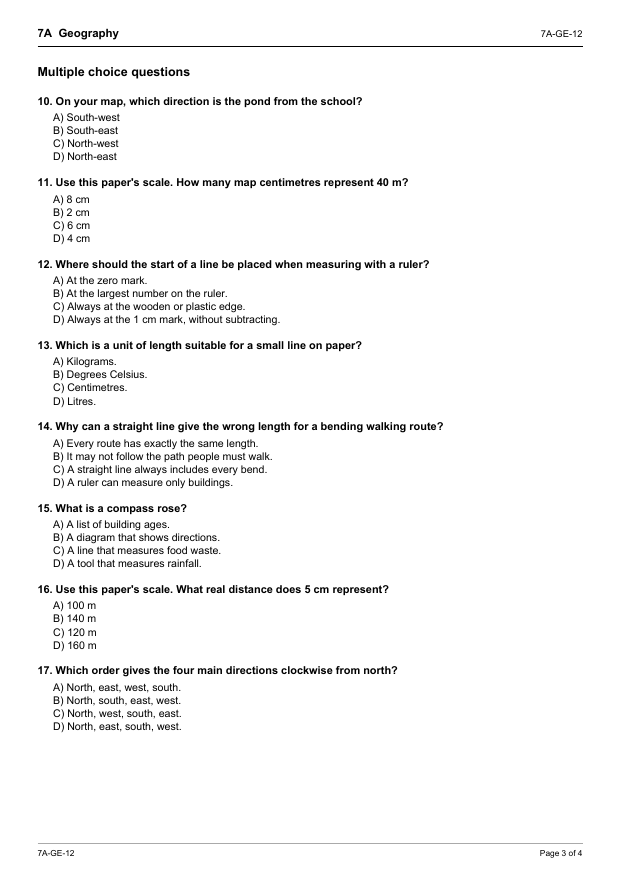 7A Geography
7A-GE-12
Multiple choice questions
10. On your map, which direction is the pond from the school?
A) South-west
B) South-east
C) North-west
D) North-east
11. Use this paper's scale. How many map centimetres represent 40 m?
A) 8 cm
B) 2 cm
C) 6 cm
D) 4 cm
12. Where should the start of a line be placed when measuring with a ruler?
A) At the zero mark.
B) At the largest number on the ruler.
C) Always at the wooden or plastic edge.
D) Always at the 1 cm mark, without subtracting.
13. Which is a unit of length suitable for a small line on paper?
A) Kilograms.
B) Degrees Celsius.
C) Centimetres.
D) Litres.
14. Why can a straight line give the wrong length for a bending walking route?
A) Every route has exactly the same length.
B) It may not follow the path people must walk.
C) A straight line always includes every bend.
D) A ruler can measure only buildings.
15. What is a compass rose?
A) A list of building ages.
B) A diagram that shows directions.
C) A line that measures food waste.
D) A tool that measures rainfall.
16. Use this paper's scale. What real distance does 5 cm represent?
A) 100 m
B) 140 m
C) 120 m
D) 160 m
17. Which order gives the four main directions clockwise from north?
A) North, east, west, south.
B) North, south, east, west.
C) North, west, south, east.
D) North, east, south, west.
7A-GE-12
Page 3 of 4